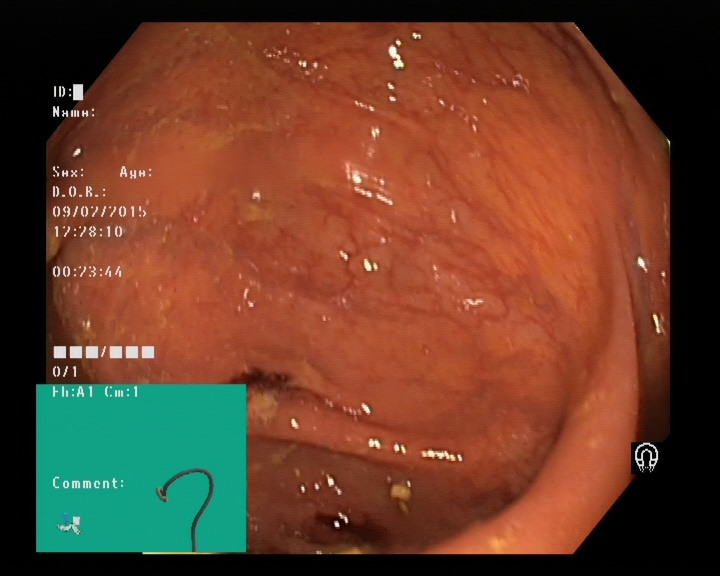 ID:
Name:
Sex: Age:
D.O.B.:
09/02/2015
12:28:10
00:23:44
/
0/1
Eh:A1 Cm:1
Comment: